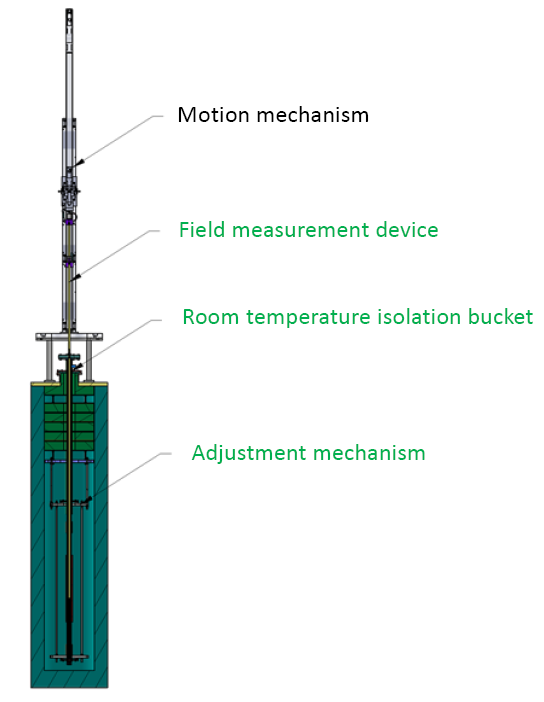 Motion mechanism
Field measurement device
Room temperature isolation bucket
Adjustment mechanism